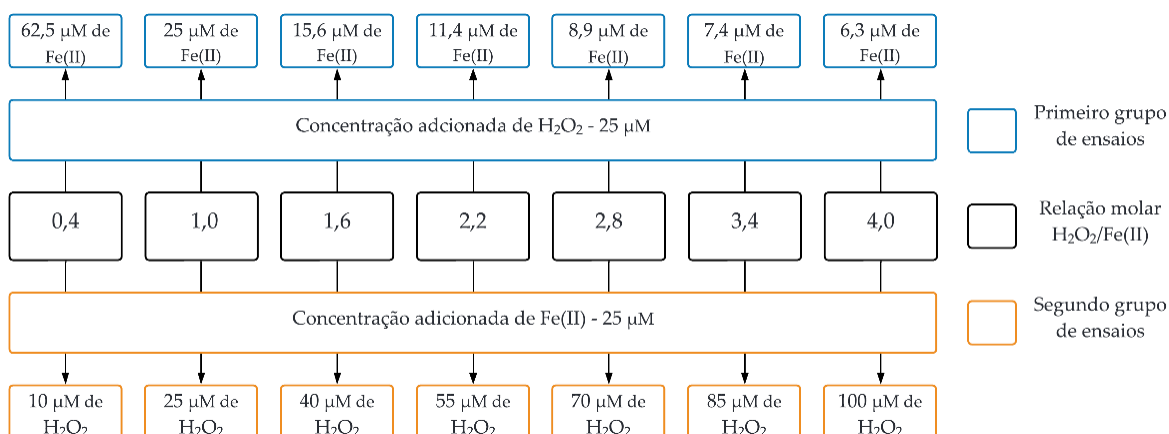 62,5 μM de
Fe(II)
25 μM de
Fe(II)
15,6 μM de
Fe(II)
11,4 μM de
Fe(II)
8,9 μM de
Fe(II)
7,4 μM de
Fe(II)
6,3 μM de
Fe(II)
Concentração adcionada de H₂O₂ - 25 μM
Primeiro grupo
de ensaios
0,4
1,0
1,6
2,2
2,8
3,4
4,0
Relação molar
H₂O₂/Fe(II)
Concentração adicionada de Fe(II) - 25 μM
Segundo grupo
de ensaios
10 μM de
H₂O₂
25 μM de
H₂O₂
40 μM de
H₂O₂
55 μM de
H₂O₂
70 μM de
H₂O₂
85 μM de
H₂O₂
100 μM de
H₂O₂